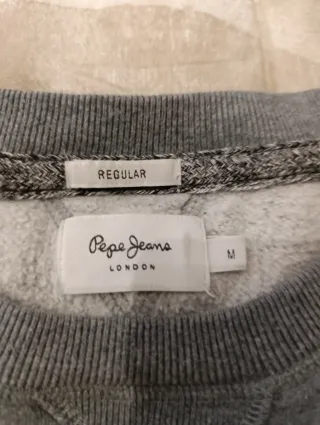 REGULAR
Pepe Jeans
LONDON
M